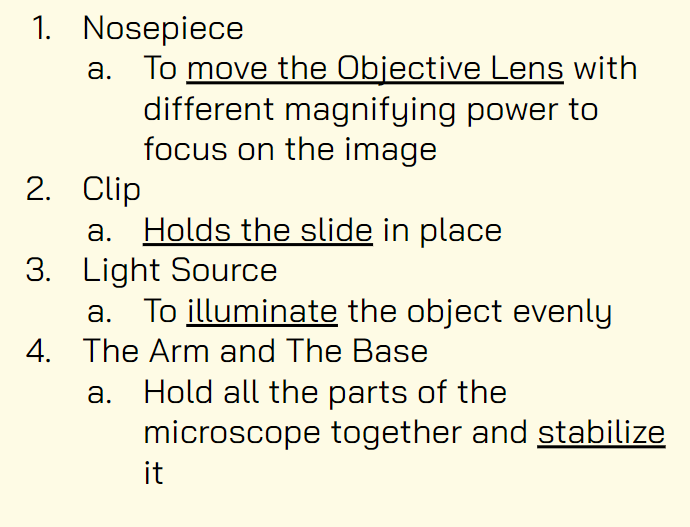 1. Nosepiece
a. To move the Objective Lens with
different magnifying power to
focus on the image
2. Clip
a. Holds the slide in place
3. Light Source
a. To illuminate the object evenly
4. The Arm and The Base
a. Hold all the parts of the
microscope together and stabilize
it